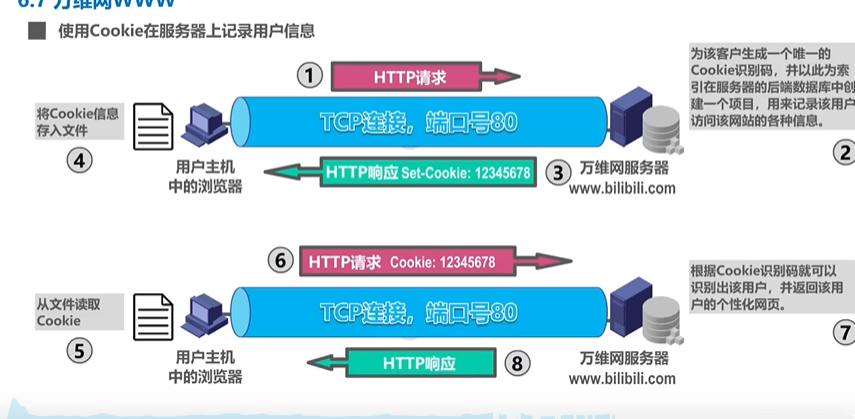 6.7 万维网WWW
使用Cookie在服务器上记录用户信息
① HTTP请求
为该客户生成一个唯一的
Cookie识别码，并以此为索
引在服务器的后端数据库中创
建一个项目，用来记录该用户
访问该网站的各种信息。
②
将Cookie信息
存入文件
④
TCP连接，端口号80
用户主机
中的浏览器
HTTP响应 Set-Cookie: 12345678 ③
万维网服务器
www.bilibili.com
⑥ HTTP请求 Cookie: 12345678
根据Cookie识别码就可以
识别出该用户，并返回该用
户的个性化网页。
⑦
从文件读取
Cookie
⑤
TCP连接，端口号80
用户主机
中的浏览器
HTTP响应 ⑧
万维网服务器
www.bilibili.com